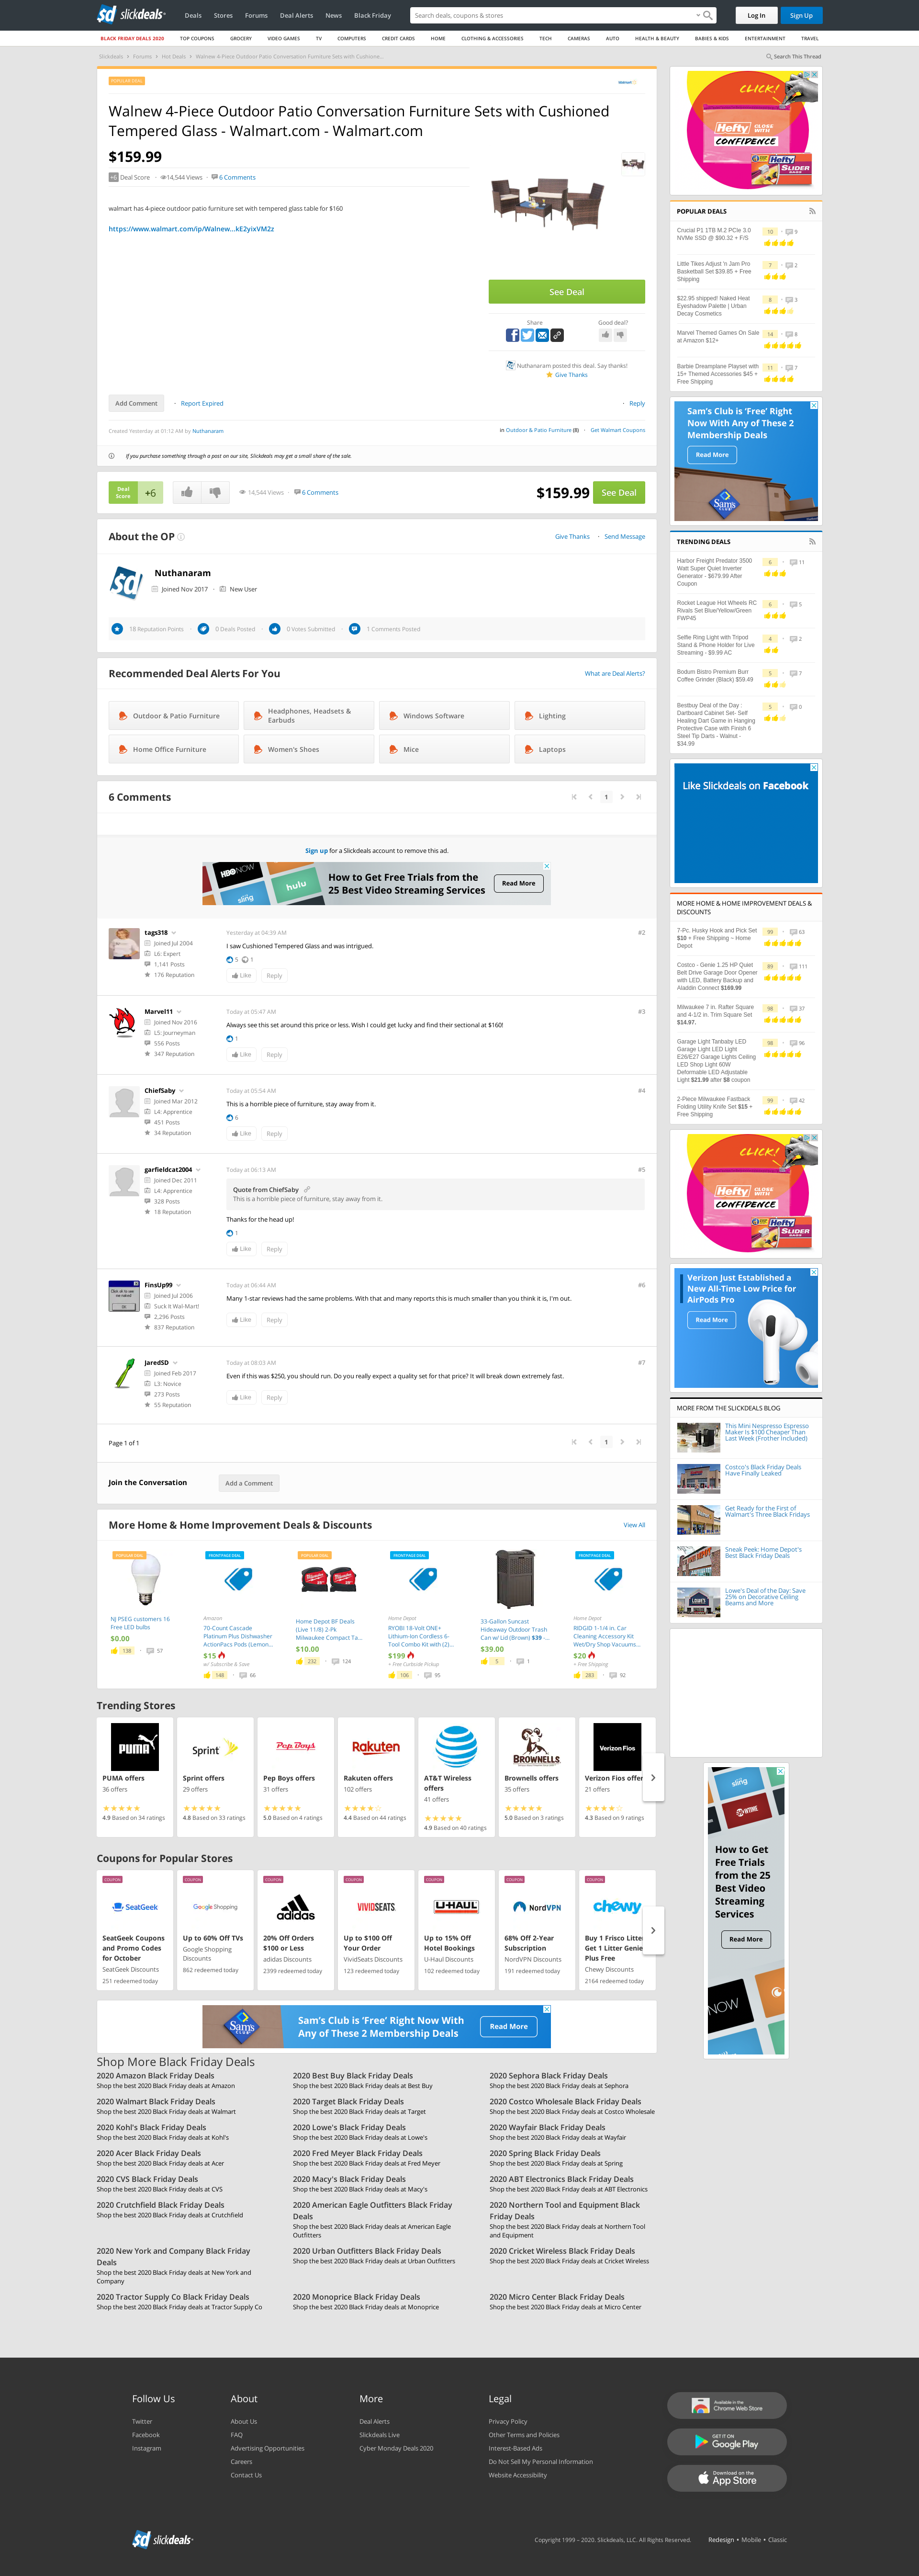 slickdeals
Deals Stores Forums Deal Alerts News Black Friday
Search deals, coupons & stores
Log In
Sign Up
BLACK FRIDAY DEALS 2020 TOP COUPONS GROCERY VIDEO GAMES TV COMPUTERS CREDIT CARDS HOME CLOTHING & ACCESSORIES TECH CAMERAS AUTO HEALTH & BEAUTY BABIES & KIDS ENTERTAINMENT TRAVEL
Slickdeals > Forums > Hot Deals > Walnew 4-Piece Outdoor Patio Conversation Furniture Sets with Cushione...
Search This Thread
POPULAR DEAL
Walmart
Walnew 4-Piece Outdoor Patio Conversation Furniture Sets with Cushioned
Tempered Glass - Walmart.com - Walmart.com
$159.99
+6 Deal Score 14,544 Views 6 Comments
walmart has 4-piece outdoor patio furniture set with tempered glass table for $160
https://www.walmart.com/ip/Walnew...kE2yixVM2z
See Deal
Share
Good deal?
Nuthanaram posted this deal. Say thanks!
Give Thanks
Add Comment
Report Expired
Reply
Created Yesterday at 01:12 AM by Nuthanaram
in Outdoor & Patio Furniture (8)
Get Walmart Coupons
If you purchase something through a post on our site, Slickdeals may get a small share of the sale.
Deal
Score
+6
14,544 Views 6 Comments
$159.99
See Deal
About the OP
Give Thanks • Send Message
Nuthanaram
Joined Nov 2017 New User
18 Reputation Points
0 Deals Posted
0 Votes Submitted
1 Comments Posted
Recommended Deal Alerts For You
What are Deal Alerts?
Outdoor & Patio Furniture
Headphones, Headsets &
Earbuds
Windows Software
Lighting
Home Office Furniture
Women's Shoes
Mice
Laptops
6 Comments
1
Sign up for a Slickdeals account to remove this ad.
HBO NOW
sling
hulu
How to Get Free Trials from the
25 Best Video Streaming Services
Read More
tags318
Joined Jul 2004
L6: Expert
1,141 Posts
176 Reputation
Yesterday at 04:39 AM
#2
I saw Cushioned Tempered Glass and was intrigued.
5 1
Like
Reply
Marvel11
Joined Nov 2016
L5: Journeyman
556 Posts
347 Reputation
Today at 05:47 AM
#3
Always see this set around this price or less. Wish I could get lucky and find their sectional at $160!
1
Like
Reply
ChiefSaby
Joined Mar 2012
L4: Apprentice
451 Posts
34 Reputation
Today at 05:54 AM
#4
This is a horrible piece of furniture, stay away from it.
6
Like
Reply
garfieldcat2004
Joined Dec 2011
L4: Apprentice
328 Posts
18 Reputation
Today at 06:13 AM
#5
Quote from ChiefSaby
This is a horrible piece of furniture, stay away from it.
Thanks for the head up!
1
Like
Reply
FinsUp99
Joined Jul 2006
Suck It Wal-Mart!
2,296 Posts
837 Reputation
Today at 06:44 AM
#6
Many 1-star reviews had the same problems. With that and many reports this is much smaller than you think it is, I'm out.
Like
Reply
JaredSD
Joined Feb 2017
L3: Novice
273 Posts
55 Reputation
Today at 08:03 AM
#7
Even if this was $250, you should run. Do you really expect a quality set for that price? It will break down extremely fast.
Like
Reply
Page 1 of 1
1
Join the Conversation
Add a Comment
More Home & Home Improvement Deals & Discounts
View All
POPULAR DEAL
NJ PSEG customers 16
Free LED bulbs
$0.00
138 57
FRONTPAGE DEAL
Amazon
70-Count Cascade
Platinum Plus Dishwasher
ActionPacs Pods (Lemon...
$15
w/ Subscribe & Save
148 66
POPULAR DEAL
Home Depot BF Deals
(Live 11/8) 2-Pk
Milwaukee Compact Ta...
$10.00
232 124
FRONTPAGE DEAL
Home Depot
RYOBI 18-Volt ONE+
Lithium-Ion Cordless 6-
Tool Combo Kit with (2)...
$199
+ Free Curbside Pickup
106 95
33-Gallon Suncast
Hideaway Outdoor Trash
Can w/ Lid (Brown) $39 -...
$39.00
5 1
FRONTPAGE DEAL
Home Depot
RIDGID 1-1/4 in. Car
Cleaning Accessory Kit
Wet/Dry Shop Vacuums...
$20
+ Free Shipping
283 92
Trending Stores
PUMA
PUMA offers
36 offers
4.9 Based on 34 ratings
Sprint
Sprint offers
29 offers
4.8 Based on 33 ratings
Pep Boys
Pep Boys offers
31 offers
5.0 Based on 4 ratings
Rakuten
Rakuten offers
102 offers
4.4 Based on 44 ratings
AT&T Wireless
offers
41 offers
4.9 Based on 40 ratings
BROWNELLS
Brownells offers
35 offers
5.0 Based on 3 ratings
Verizon Fios
Verizon Fios offer
21 offers
4.3 Based on 9 ratings
Coupons for Popular Stores
COUPON
SeatGeek
SeatGeek Coupons
and Promo Codes
for October
SeatGeek Discounts
251 redeemed today
COUPON
Google Shopping
Up to 60% Off TVs
Google Shopping
Discounts
862 redeemed today
COUPON
adidas
20% Off Orders
$100 or Less
adidas Discounts
2399 redeemed today
COUPON
VIVIDSEATS
Up to $100 Off
Your Order
VividSeats Discounts
123 redeemed today
COUPON
U-HAUL
Up to 15% Off
Hotel Bookings
U-Haul Discounts
102 redeemed today
COUPON
NordVPN
68% Off 2-Year
Subscription
NordVPN Discounts
191 redeemed today
COUPON
chewy
Buy 1 Frisco Litter
Get 1 Litter Genie
Plus Free
Chewy Discounts
2164 redeemed today
Sam's
Sam's Club is 'Free' Right Now With
Any of These 2 Membership Deals
Read More
Shop More Black Friday Deals
2020 Amazon Black Friday Deals
Shop the best 2020 Black Friday deals at Amazon
2020 Best Buy Black Friday Deals
Shop the best 2020 Black Friday deals at Best Buy
2020 Sephora Black Friday Deals
Shop the best 2020 Black Friday deals at Sephora
2020 Walmart Black Friday Deals
Shop the best 2020 Black Friday deals at Walmart
2020 Target Black Friday Deals
Shop the best 2020 Black Friday deals at Target
2020 Costco Wholesale Black Friday Deals
Shop the best 2020 Black Friday deals at Costco Wholesale
2020 Kohl's Black Friday Deals
Shop the best 2020 Black Friday deals at Kohl's
2020 Lowe's Black Friday Deals
Shop the best 2020 Black Friday deals at Lowe's
2020 Wayfair Black Friday Deals
Shop the best 2020 Black Friday deals at Wayfair
2020 Acer Black Friday Deals
Shop the best 2020 Black Friday deals at Acer
2020 Fred Meyer Black Friday Deals
Shop the best 2020 Black Friday deals at Fred Meyer
2020 Spring Black Friday Deals
Shop the best 2020 Black Friday deals at Spring
2020 CVS Black Friday Deals
Shop the best 2020 Black Friday deals at CVS
2020 Macy's Black Friday Deals
Shop the best 2020 Black Friday deals at Macy's
2020 ABT Electronics Black Friday Deals
Shop the best 2020 Black Friday deals at ABT Electronics
2020 Crutchfield Black Friday Deals
Shop the best 2020 Black Friday deals at Crutchfield
2020 American Eagle Outfitters Black Friday
Deals
Shop the best 2020 Black Friday deals at American Eagle
Outfitters
2020 Northern Tool and Equipment Black
Friday Deals
Shop the best 2020 Black Friday deals at Northern Tool
and Equipment
2020 New York and Company Black Friday
Deals
Shop the best 2020 Black Friday deals at New York and
Company
2020 Urban Outfitters Black Friday Deals
Shop the best 2020 Black Friday deals at Urban Outfitters
2020 Cricket Wireless Black Friday Deals
Shop the best 2020 Black Friday deals at Cricket Wireless
2020 Tractor Supply Co Black Friday Deals
Shop the best 2020 Black Friday deals at Tractor Supply Co
2020 Monoprice Black Friday Deals
Shop the best 2020 Black Friday deals at Monoprice
2020 Micro Center Black Friday Deals
Shop the best 2020 Black Friday deals at Micro Center
CLICK!
Hefty
CLOSE WITH
CONFIDENCE
Hefty
SLIDER
POPULAR DEALS
Crucial P1 1TB M.2 PCIe 3.0
NVMe SSD @ $90.32 + F/S
10 9
Little Tikes Adjust 'n Jam Pro
Basketball Set $39.85 + Free
Shipping
7 2
$22.95 shipped! Naked Heat
Eyeshadow Palette | Urban
Decay Cosmetics
8 3
Marvel Themed Games On Sale
at Amazon $12+
14 8
Barbie Dreamplane Playset with
15+ Themed Accessories $45 +
Free Shipping
11 7
Sam's Club is 'Free' Right
Now With Any of These 2
Membership Deals
Read More
Sam's
TRENDING DEALS
Harbor Freight Predator 3500
Watt Super Quiet Inverter
Generator - $679.99 After
Coupon
6 11
Rocket League Hot Wheels RC
Rivals Set Blue/Yellow/Green
FWP45
6 5
Selfie Ring Light with Tripod
Stand & Phone Holder for Live
Streaming - $9.99 AC
4 2
Bodum Bistro Premium Burr
Coffee Grinder (Black) $59.49
5 7
Bestbuy Deal of the Day :
Dartboard Cabinet Set- Self
Healing Dart Game in Hanging
Protective Case with Finish 6
Steel Tip Darts - Walnut -
$34.99
5 0
Like Slickdeals on Facebook
MORE HOME & HOME IMPROVEMENT DEALS &
DISCOUNTS
7-Pc. Husky Hook and Pick Set
$10 + Free Shipping ~ Home
Depot
99 63
Costco - Genie 1.25 HP Quiet
Belt Drive Garage Door Opener
with LED, Battery Backup and
Aladdin Connect $169.99
89 111
Milwaukee 7 in. Rafter Square
and 4-1/2 in. Trim Square Set
$14.97.
98 37
Garage Light Tanbaby LED
Garage Light LED Light
E26/E27 Garage Lights Ceiling
LED Shop Light 60W
Deformable LED Adjustable
Light $21.99 after $8 coupon
98 96
2-Piece Milwaukee Fastback
Folding Utility Knife Set $15 +
Free Shipping
99 42
CLICK!
Hefty
CLOSE WITH
CONFIDENCE
Hefty
SLIDER
Verizon Just Established a
New All-Time Low Price for
AirPods Pro
Read More
MORE FROM THE SLICKDEALS BLOG
This Mini Nespresso Espresso
Maker Is $100 Cheaper Than
Last Week (Frother Included)
Costco's Black Friday Deals
Have Finally Leaked
Get Ready for the First of
Walmart's Three Black Fridays
Sneak Peek: Home Depot's
Best Black Friday Deals
Lowe's Deal of the Day: Save
25% on Decorative Ceiling
Beams and More
sling
SHOWTIME
How to Get
Free Trials
from the 25
Best Video
Streaming
Services
Read More
NOW
Follow Us
Twitter
Facebook
Instagram
About
About Us
FAQ
Advertising Opportunities
Careers
Contact Us
More
Deal Alerts
Slickdeals Live
Cyber Monday Deals 2020
Legal
Privacy Policy
Other Terms and Policies
Interest-Based Ads
Do Not Sell My Personal Information
Website Accessibility
Available in the
Chrome Web Store
GET IT ON
Google Play
Download on the
App Store
slickdeals
Copyright 1999 - 2020. Slickdeals, LLC. All Rights Reserved.
Redesign • Mobile • Classic